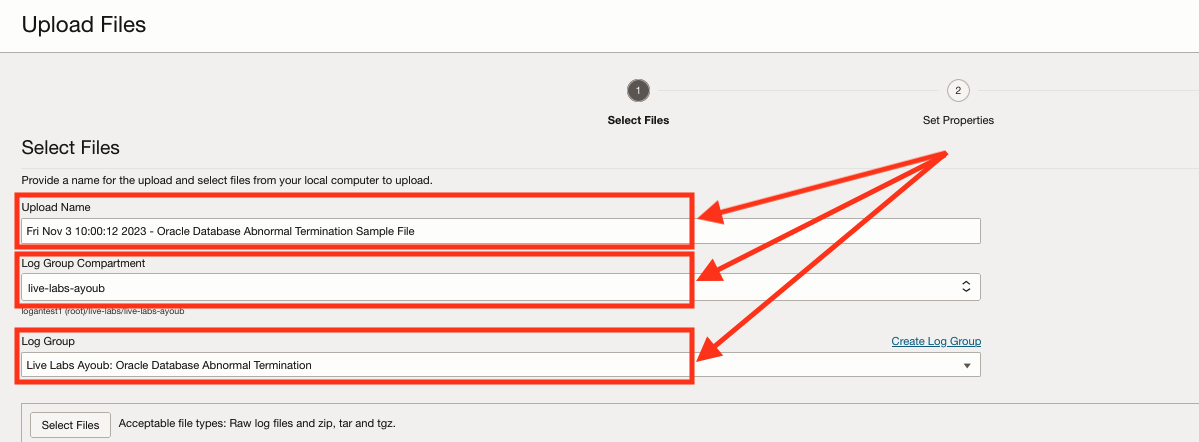 Upload Files
1
2
Select Files
Set Properties
Select Files
Provide a name for the upload and select files from your local computer to upload.
Upload Name
Fri Nov 3 10:00:12 2023 - Oracle Database Abnormal Termination Sample File
Log Group Compartment
live-labs-ayoub
logantest1 (root)/live-labs/live-labs-ayoub
Log Group
Create Log Group
Live Labs Ayoub: Oracle Database Abnormal Termination
Select Files
Acceptable file types: Raw log files and zip, tar and tgz.